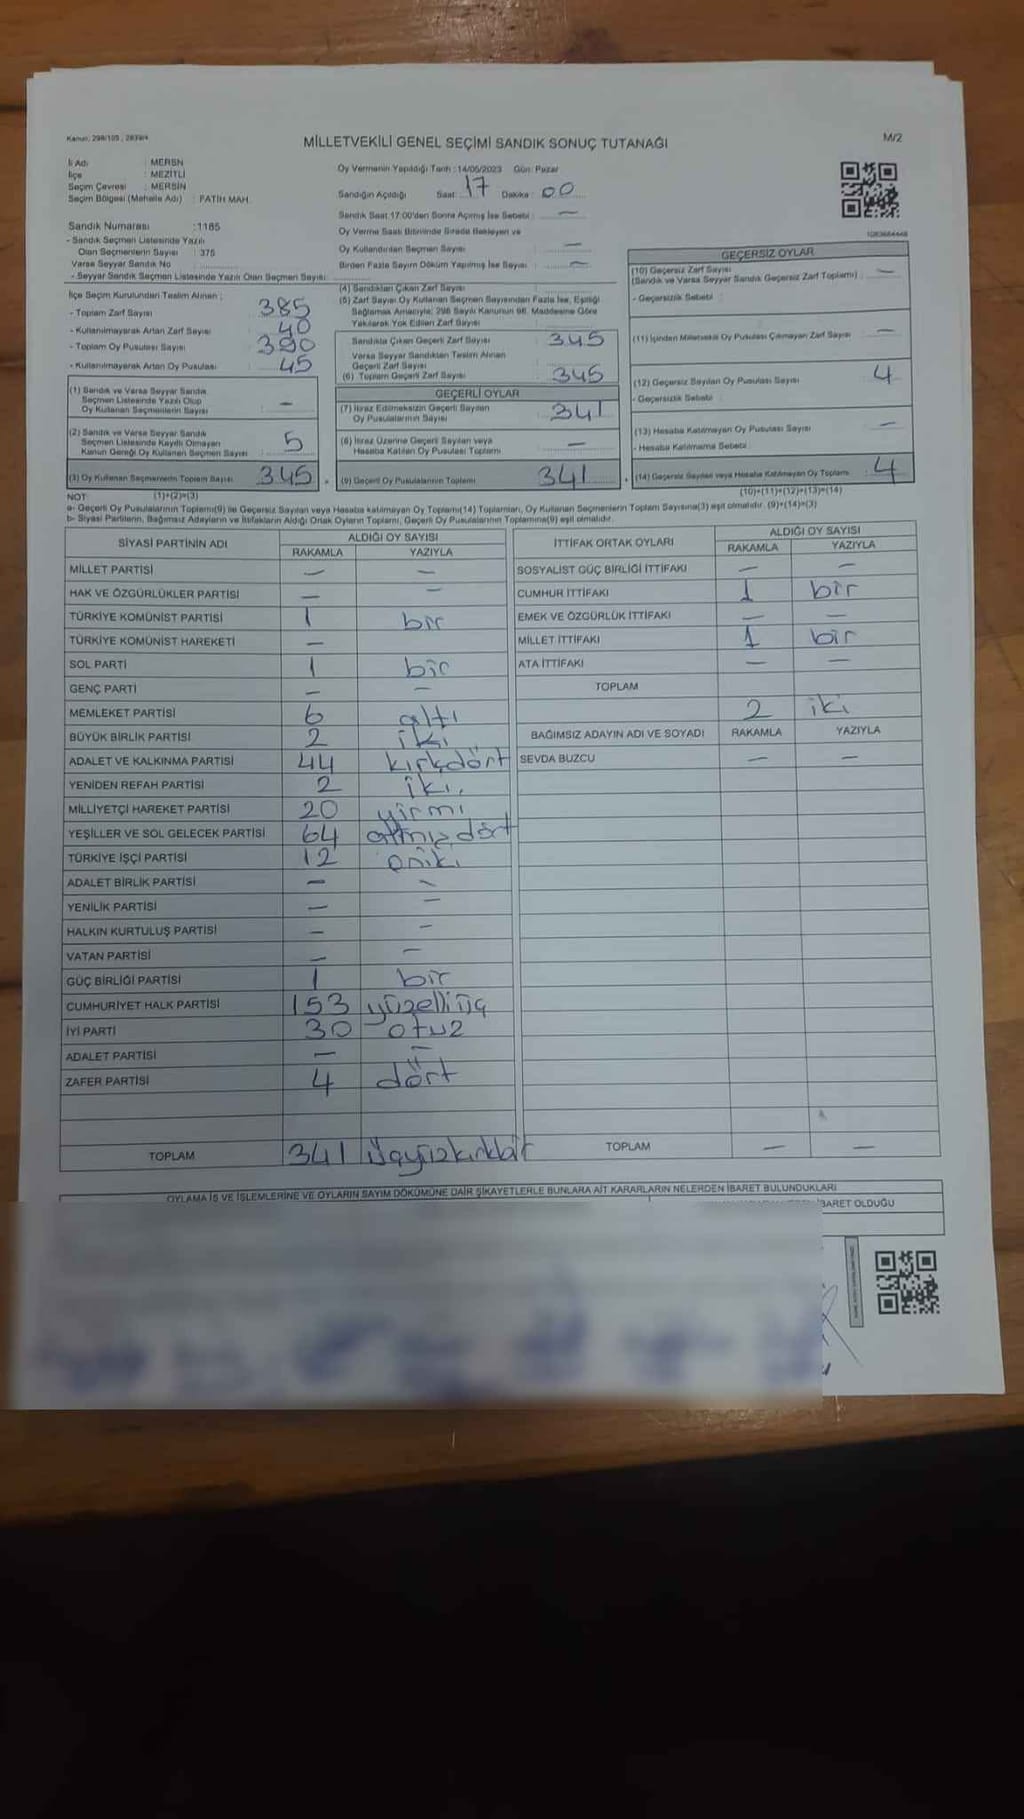 Kanun: 298/105, 2839/4
MİLLETVEKİLİ GENEL SEÇİMİ SANDIK SONUÇ TUTANAĞI
M/2
İl Adı : MERSN
İlçe : MEZİTLİ
Seçim Çevresi : MERSİN
Seçim Bölgesi (Mahalle Adı) : FATİH MAH.
Sandık Numarası :1165
- Sandık Seçmen Listesinde Yazılı
Olan Seçmenlerin Sayısı : 375
Varsa Seyyar Sandık No
- Seyyar Sandık Seçmen Listesinde Yazılı Olan Seçmen Sayısı:
Oy Vermenin Yapıldığı Tarih :14/05/2023 Gün: Pazar
Sandığın Açıldığı Saat: 17 Dakika: 00
Sandık Saat 17:00'den Sonra Açımış İse Sebebi : —
Oy Verme Saati Bitiminde Sırada Bekleyen ve
Oy Kullandırılan Seçmen Sayısı —
Birden Fazla Sayım Döküm Yapılmış İse Sayısı —
İlçe Seçim Kurulundan Teslim Alınan ;
- Toplam Zarf Sayısı 385
- Kullanılmayarak Artan Zarf Sayısı 40
- Toplam Oy Pusulası Sayısı 390
- Kullanılmayarak Artan Oy Pusulası 45
(1) Sandık ve Varsa Seyyar Sandık
Seçmen Listesinde Yazılı Olup
Oy Kullanan Seçmenlerin Sayısı –
(2) Sandık ve Varsa Seyyar Sandık
Seçmen Listesinde Kayıtlı Olmayan
Kanun Gereği Oy Kullanan Seçmen Sayısı 5
(3) Oy Kullanan Seçmenlerin Toplam Sayısı 345
(4) Sandıktan Çıkan Zarf Sayısı
(5) Zarf Sayısı Oy Kullanan Seçmen Sayısından Fazla İse, Eşitliği
Sağlamak Amacıyla; 298 Sayılı Kanunun 98. Maddesine Göre
Yakılarak Yok Edilen Zarf Sayısı
Sandıkta Çıkan Geçerli Zarf Sayısı 345
Varsa Seyyar Sandıktan Teslim Alınan
Geçerli Zarf Sayısı
(6) Toplam Geçerli Zarf Sayısı 345
GEÇERLİ OYLAR
(7) İtiraz Edilmeksizin Geçerli Sayılan
Oy Pusulalarının Sayısı 341
(8) İtiraz Üzerine Geçerli Sayılan veya
Hesaba Katılan Oy Pusulası Toplamı —
(9) Geçerli Oy Pusulalarının Toplamı 341
GEÇERSİZ OYLAR
(10) Geçersiz Zarf Sayısı
(Sandık ve Varsa Seyyar Sandık Geçersiz Zarf Toplamı) —
- Geçersizlik Sebebi
(11) İçinden Milletvekili Oy Pusulası Çıkmayan Zarf Sayısı —
(12) Geçersiz Sayılan Oy Pusulası Sayısı 4
- Geçersizlik Sebebi
(13) Hesaba Katılmayan Oy Pusulası Sayısı —
- Hesaba Katılmama Sebebi
(14) Geçersiz Sayılan veya Hesaba Katılmayan Oy Toplamı : 4
NOT: (1)+(2)=(3)
(10)+(11)+(12)+(13)=(14)
a- Geçerli Oy Pusulalarının Toplamı(9) ile Geçersiz Sayılan veya Hesaba katılmayan Oy Toplamı(14) Toplamları, Oy Kullanan Seçmenlerin Toplam Sayısına(3) eşit olmalıdır. (9)+(14)=(3)
b- Siyasi Partilerin, Bağımsız Adayların ve İttifakların Aldığı Ortak Oyların Toplamı, Geçerli Oy Pusulalarının Toplamına(9) eşit olmalıdır.
SİYASİ PARTİNİN ADI ALDIĞI OY SAYISI
RAKAMLA YAZIYLA
MİLLET PARTİSİ — —
HAK VE ÖZGÜRLÜKLER PARTİSİ — —
TÜRKİYE KOMÜNİST PARTİSİ 1 bir
TÜRKİYE KOMÜNİST HAREKETİ —
SOL PARTİ 1 bir
GENÇ PARTİ — —
MEMLEKET PARTİSİ 6 altı
BÜYÜK BİRLİK PARTİSİ 2 iki
ADALET VE KALKINMA PARTİSİ 44 kırkdört
YENİDEN REFAH PARTİSİ 2 iki
MİLLİYETÇİ HAREKET PARTİSİ 20 yirmi
YEŞİLLER VE SOL GELECEK PARTİSİ 64 altmışdört
TÜRKİYE İŞÇİ PARTİSİ 12 oniki
ADALET BİRLİK PARTİSİ — —
YENİLİK PARTİSİ — —
HALKIN KURTULUŞ PARTİSİ — —
VATAN PARTİSİ — —
GÜÇ BİRLİĞİ PARTİSİ 1 bir
CUMHURİYET HALK PARTİSİ 153 yüzelliüç
İYİ PARTİ 30 otuz
ADALET PARTİSİ — —
ZAFER PARTİSİ 4 dört
TOPLAM 341 üçyüzkırkbir
İTTİFAK ORTAK OYLARI ALDIĞI OY SAYISI
RAKAMLA YAZIYLA
SOSYALİST GÜÇ BİRLİĞİ İTTİFAKI — —
CUMHUR İTTİFAKI 1 bir
EMEK VE ÖZGÜRLÜK İTTİFAKI — —
MİLLET İTTİFAKI 1 bir
ATA İTTİFAKI — —
TOPLAM
2 iki
BAĞIMSIZ ADAYIN ADI VE SOYADI RAKAMLA YAZIYLA
SEVDA BUZCU — —
TOPLAM — —
OYLAMA İŞ VE İŞLEMLERİNE VE OYLARIN SAYIM DÖKÜMÜNE DAİR ŞİKAYETLERLE BUNLARA AİT KARARLARIN NELERDEN İBARET BULUNDUKLARI
BARET OLDUĞU